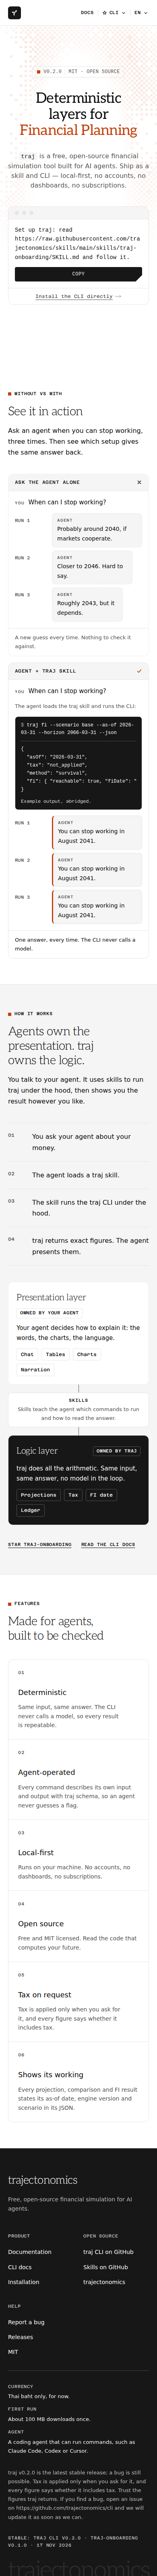 DOCS
CLI
EN
V0.2.0 MIT · OPEN SOURCE
Deterministic
layers for
Financial Planning
traj is a free, open-source financial
simulation tool built for AI agents. Ship as a
skill and CLI — local-first, no accounts, no
dashboards, no subscriptions.
Set up traj: read
https://raw.githubusercontent.com/tra
jectonomics/skills/main/skills/traj-
onboarding/SKILL.md and follow it.
COPY
Install the CLI directly →
WITHOUT VS WITH
See it in action
Ask an agent when you can stop working,
three times. Then see which setup gives
the same answer back.
ASK THE AGENT ALONE
YOU When can I stop working?
RUN 1
AGENT
Probably around 2040, if
markets cooperate.
RUN 2
AGENT
Closer to 2046. Hard to
say.
RUN 3
AGENT
Roughly 2043, but it
depends.
A new guess every time. Nothing to check it
against.
AGENT + TRAJ SKILL
YOU When can I stop working?
The agent loads the traj skill and runs the CLI:
$ traj fi --scenario base --as-of 2026-
03-31 --horizon 2066-03-31 --json
{
"asOf": "2026-03-31",
"tax": "not_applied",
"method": "survival",
"fi": { "reachable": true, "fiDate": "
}
Example output, abridged.
RUN 1
AGENT
You can stop working in
August 2041.
RUN 2
AGENT
You can stop working in
August 2041.
RUN 3
AGENT
You can stop working in
August 2041.
One answer, every time. The CLI never calls a
model.
HOW IT WORKS
Agents own the
presentation. traj
owns the logic.
You talk to your agent. It uses skills to run
traj under the hood, then shows you the
result however you like.
01
You ask your agent about your
money.
02
The agent loads a traj skill.
03
The skill runs the traj CLI under the
hood.
04
traj returns exact figures. The agent
presents them.
Presentation layer
OWNED BY YOUR AGENT
Your agent decides how to explain it: the
words, the charts, the language.
Chat
Tables
Charts
Narration
SKILLS
Skills teach the agent which commands to run
and how to read the answer.
Logic layer
OWNED BY TRAJ
traj does all the arithmetic. Same input,
same answer, no model in the loop.
Projections
Tax
FI date
Ledger
STAR TRAJ-ONBOARDING
READ THE CLI DOCS
FEATURES
Made for agents,
built to be checked
01
Deterministic
Same input, same answer. The CLI
never calls a model, so every result
is repeatable.
02
Agent-operated
Every command describes its own input
and output with traj schema, so an agent
never guesses a flag.
03
Local-first
Runs on your machine. No accounts, no
dashboards, no subscriptions.
04
Open source
Free and MIT licensed. Read the code that
computes your future.
05
Tax on request
Tax is applied only when you ask for
it, and every figure says whether it
includes tax.
06
Shows its working
Every projection, comparison and FI result
states its as-of date, engine version and
scenario in its JSON.
trajectonomics
Free, open-source financial simulation for AI
agents.
PRODUCT
Documentation
CLI docs
Installation
OPEN SOURCE
traj CLI on GitHub
Skills on GitHub
trajectonomics
HELP
Report a bug
Releases
MIT
CURRENCY
Thai baht only, for now.
FIRST RUN
About 100 MB downloads once.
AGENT
A coding agent that can run commands, such as
Claude Code, Codex or Cursor.
traj v0.2.0 is the latest stable release; a bug is still
possible. Tax is applied only when you ask for it, and
every figure says whether it includes tax. Trust the
figures you return to. If you find a bug, open an issue
on https://github.com/trajectonomics/cli and we will
update it as soon as we can.
STABLE: TRAJ CLI V0.2.0 · TRAJ-ONBOARDING
V0.1.0 · 17 NOV 2026
trajectonomics